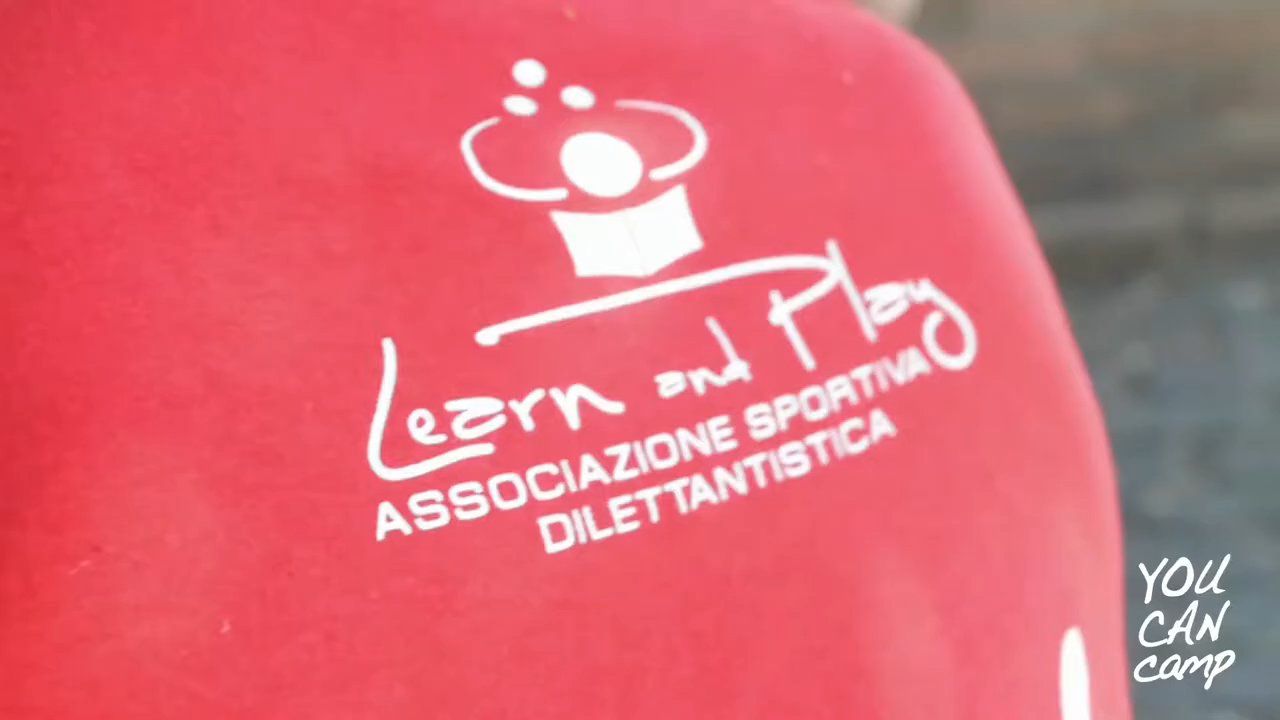 Learn and Play
ASSOCIAZIONE SPORTIVA
DILETTANTISTICA
YOU
CAN
camp